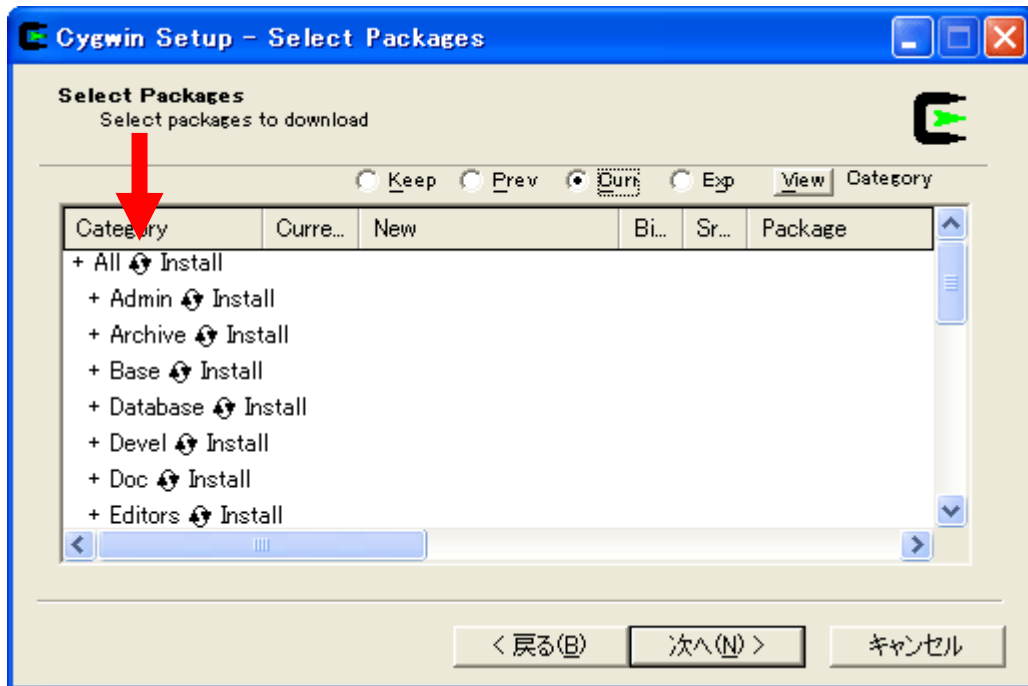 Cygwin Setup - Select Packages
Select Packages
Select packages to download
Keep Prev Curr Exp View Category
Category Curre... New Bi... Sr... Package
+ All Install
+ Admin Install
+ Archive Install
+ Base Install
+ Database Install
+ Devel Install
+ Doc Install
+ Editors Install
< 戻る(B) 次へ(N) > キャンセル